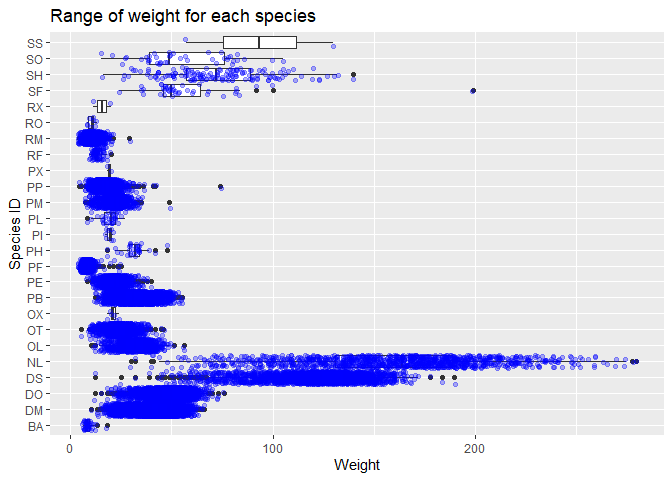 Range of weight for each species
Species ID
SS
SO
SH
SF
RX
RO
RM
RF
PX
PP
PM
PL
PI
PH
PF
PE
PB
OX
OT
OL
NL
DS
DO
DM
BA
0 100 200
Weight